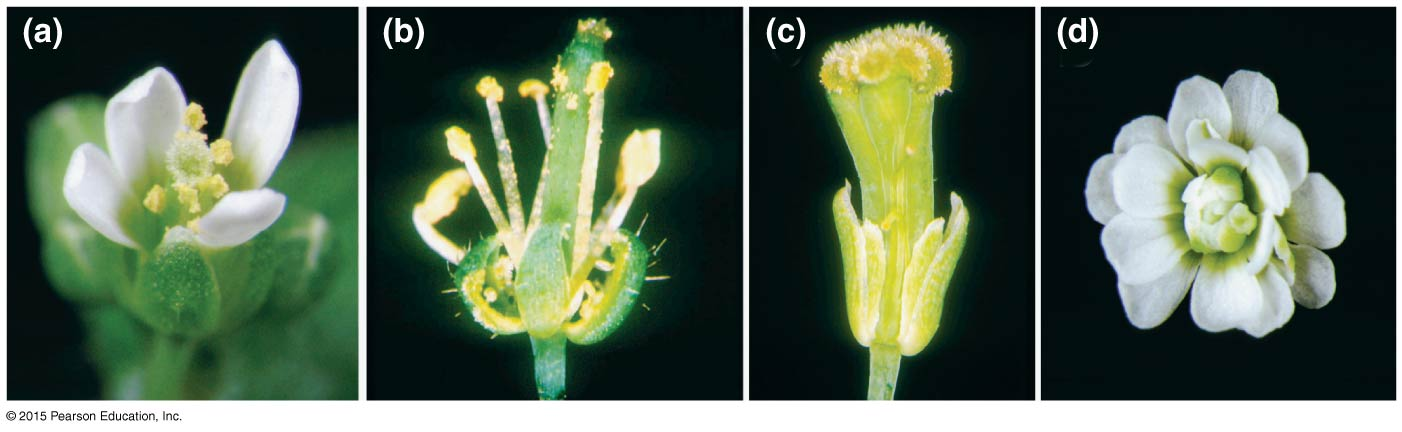 (a) (b) (c) (d)
© 2015 Pearson Education, Inc.